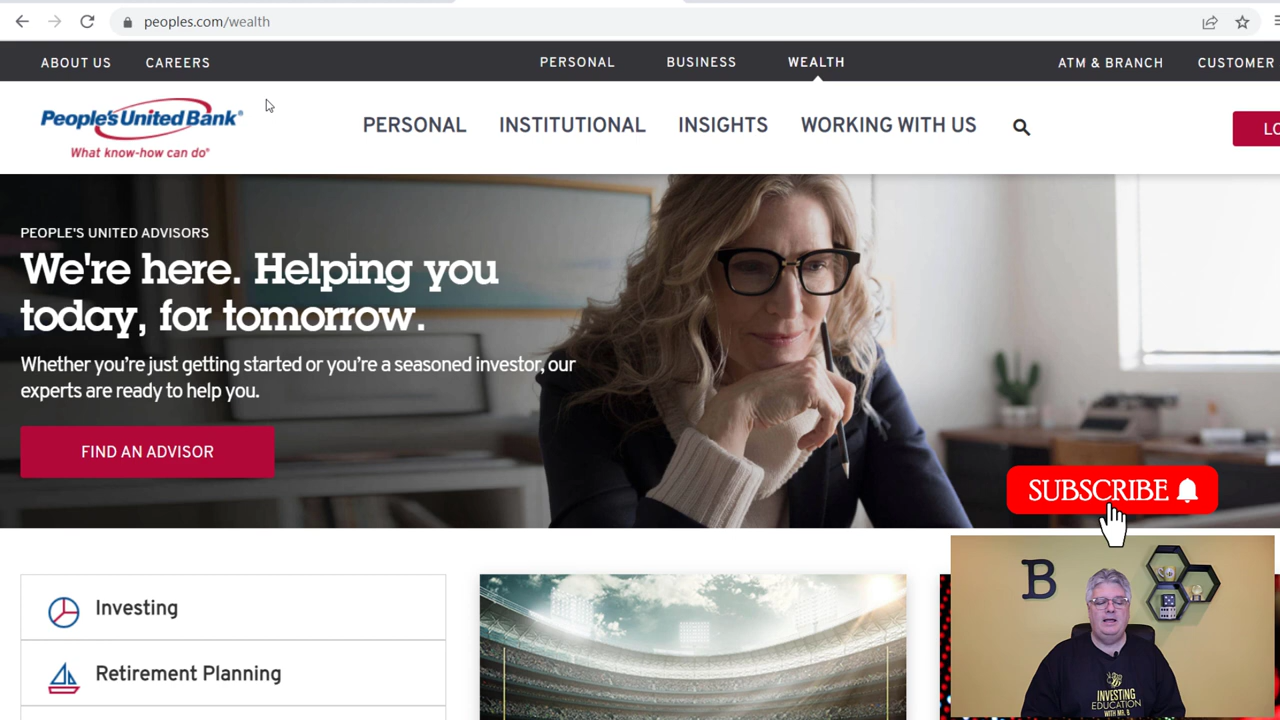 peoples.com/wealth
ABOUT US CAREERS PERSONAL BUSINESS WEALTH ATM & BRANCH CUSTOMER
People's United Bank®
What know-how can do®
PERSONAL INSTITUTIONAL INSIGHTS WORKING WITH US
LO
PEOPLE'S UNITED ADVISORS
We're here. Helping you
today, for tomorrow.
Whether you're just getting started or you're a seasoned investor, our
experts are ready to help you.
FIND AN ADVISOR
SUBSCRIBE
B
Investing
Retirement Planning
INVESTING
EDUCATION
WITH MR. B